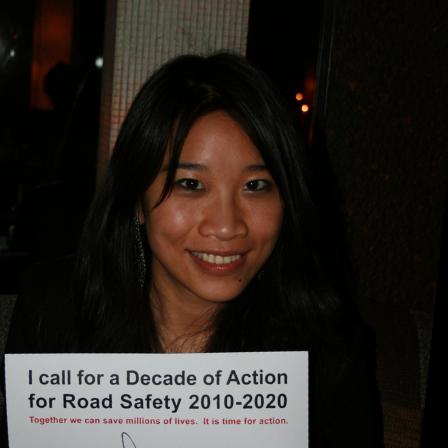 I call for a Decade of Action
for Road Safety 2010-2020
Together we can save millions of lives. It is time for action.